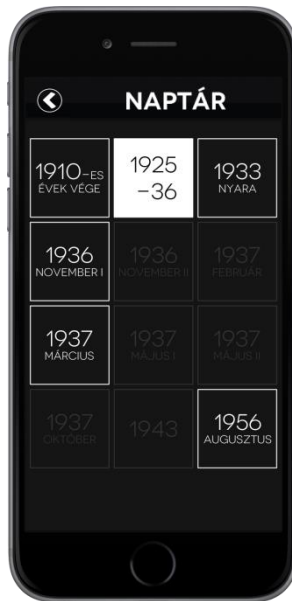 NAPTÁR
1910-ES
ÉVEK VÉGE
1925
-36
1933
NYARA
1936
NOVEMBER I
1936
NOVEMBER II
1937
FEBRUÁR
1937
MÁRCIUS
1937
MÁJUS I
1937
MÁJUS II
1937
OKTÓBER
1943
1956
AUGUSZTUS